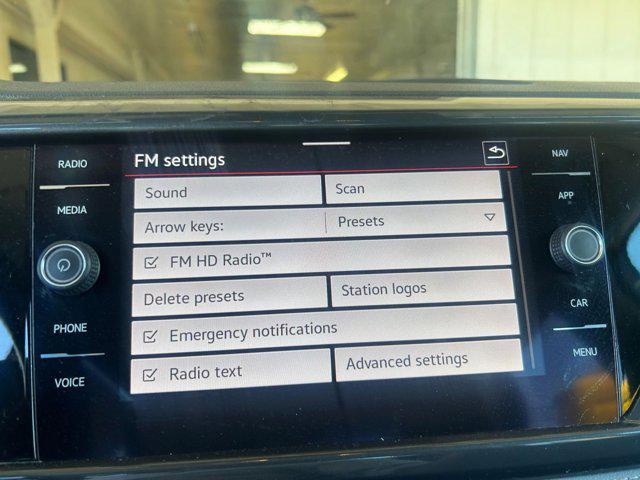 RADIO
MEDIA
PHONE
VOICE
FM settings
Sound
Scan
Arrow keys:
Presets
FM HD Radio™
Delete presets
Station logos
Emergency notifications
Radio text
Advanced settings
NAV
APP
CAR
MENU